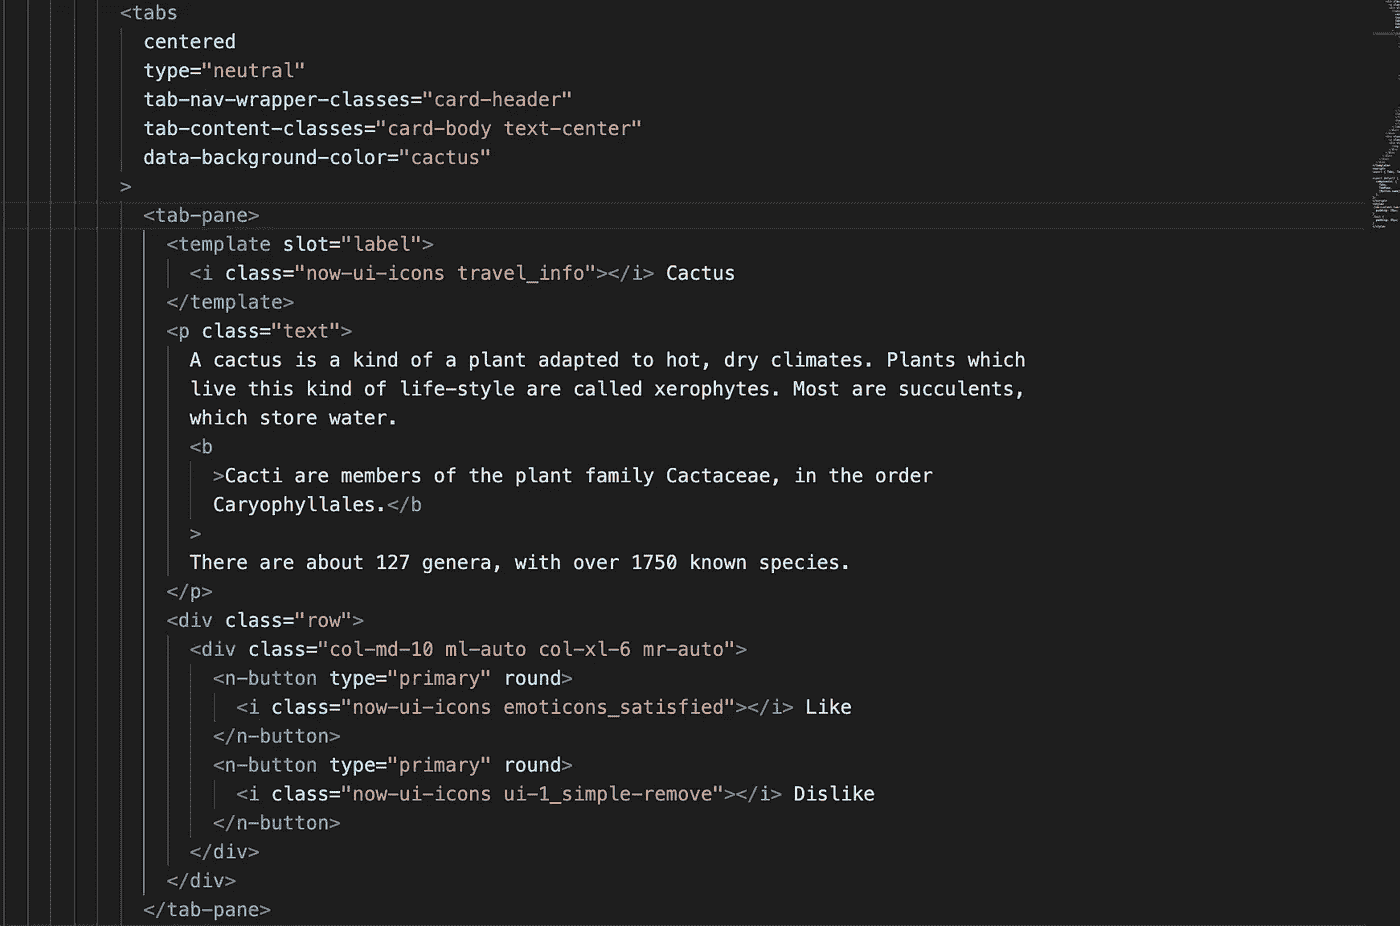 <tabs
centered
type="neutral"
tab-nav-wrapper-classes="card-header"
tab-content-classes="card-body text-center"
data-background-color="cactus"
>
<tab-pane>
<template slot="label">
<i class="now-ui-icons travel_info"></i> Cactus
</template>
<p class="text">
A cactus is a kind of a plant adapted to hot, dry climates. Plants which
live this kind of life-style are called xerophytes. Most are succulents,
which store water.
<b
>Cacti are members of the plant family Cactaceae, in the order
Caryophyllales.</b
>
There are about 127 genera, with over 1750 known species.
</p>
<div class="row">
<div class="col-md-10 ml-auto col-xl-6 mr-auto">
<n-button type="primary" round>
<i class="now-ui-icons emoticons_satisfied"></i> Like
</n-button>
<n-button type="primary" round>
<i class="now-ui-icons ui-1_simple-remove"></i> Dislike
</n-button>
</div>
</div>
</tab-pane>